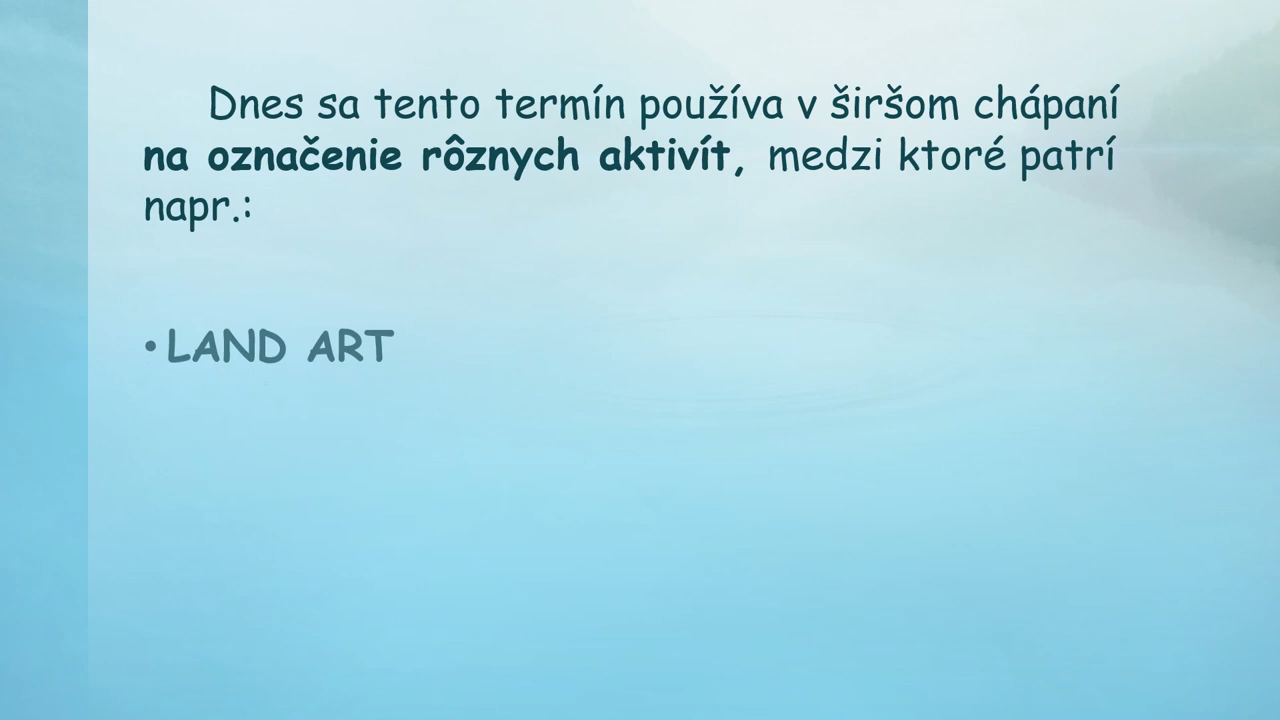 Dnes sa tento termín používa v širšom chápaní
na označenie rôznych aktivít, medzi ktoré patrí
napr.:
• LAND ART